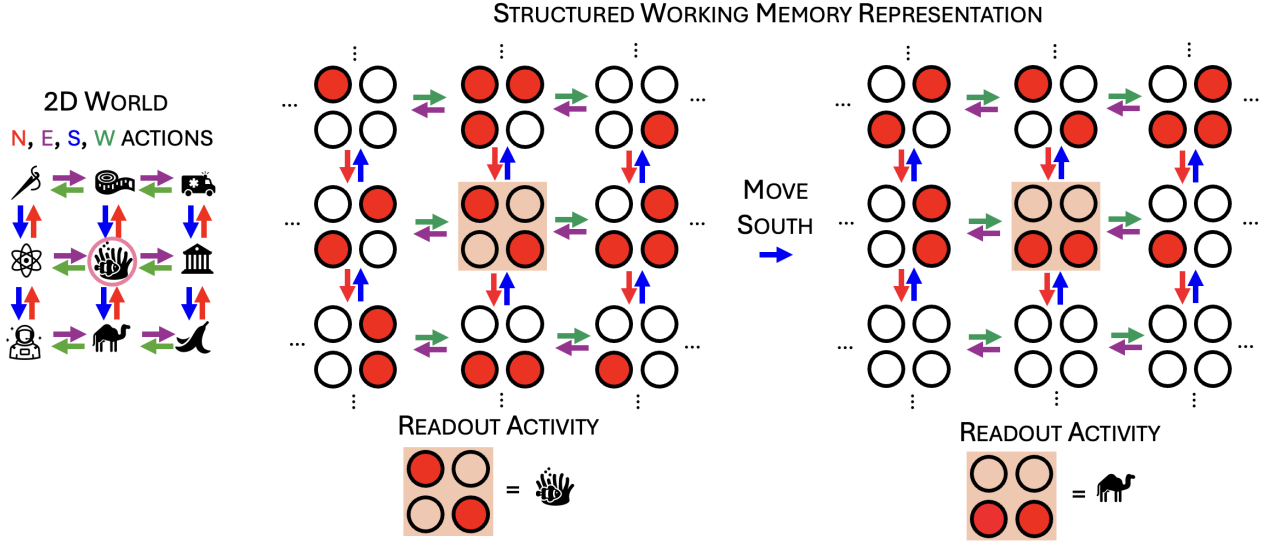 STRUCTURED WORKING MEMORY REPRESENTATION
2D WORLD
N, E, S, W ACTIONS
MOVE
SOUTH
READOUT ACTIVITY
=
READOUT ACTIVITY
=